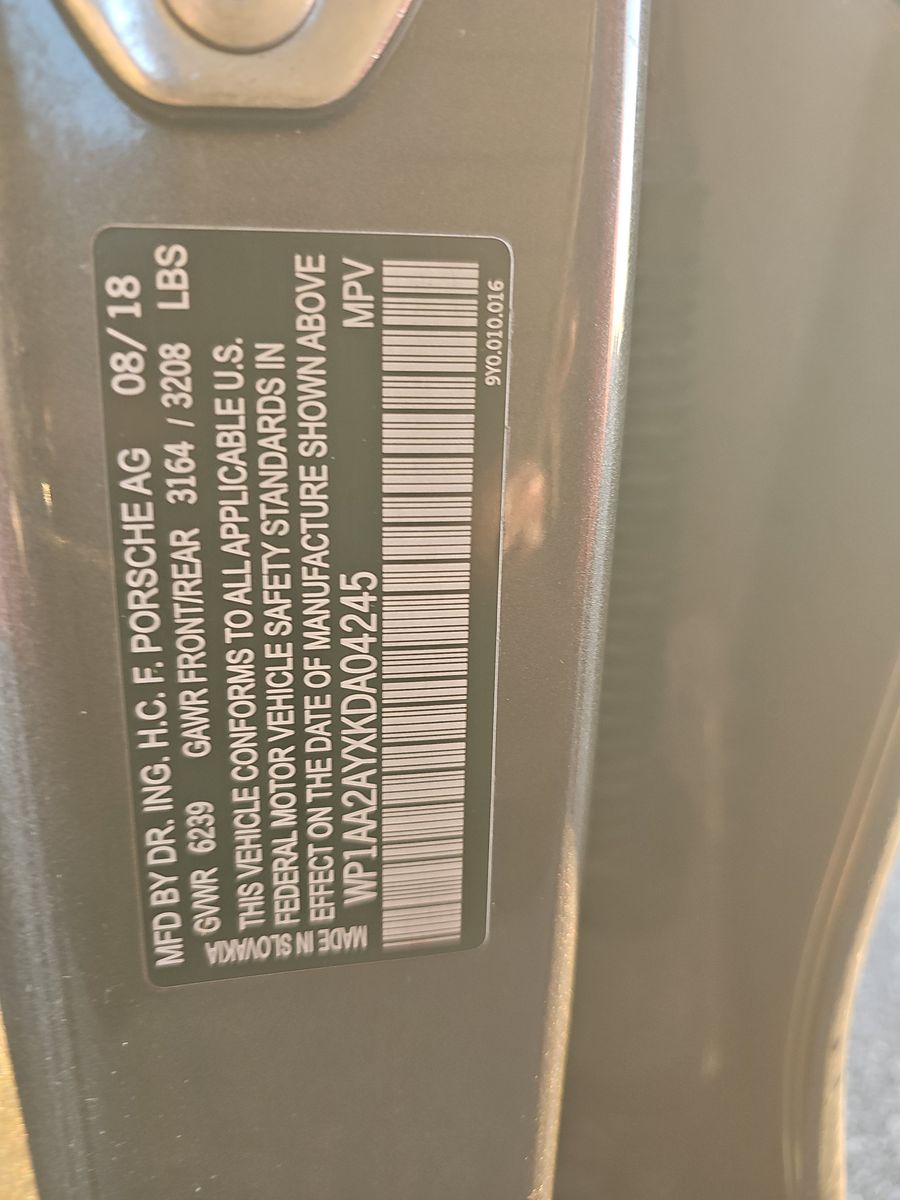 MFD BY DR. ING. H.C. F. PORSCHE AG 08/18
GVWR 6239 GAWR FRONT/REAR 3164 / 3208 LBS
THIS VEHICLE CONFORMS TO ALL APPLICABLE U.S.
FEDERAL MOTOR VEHICLE SAFETY STANDARDS IN
EFFECT ON THE DATE OF MANUFACTURE SHOWN ABOVE
MADE IN SLOVAKIA
WP1AA2AYXKDA04245 MPV
9Y0.010.016